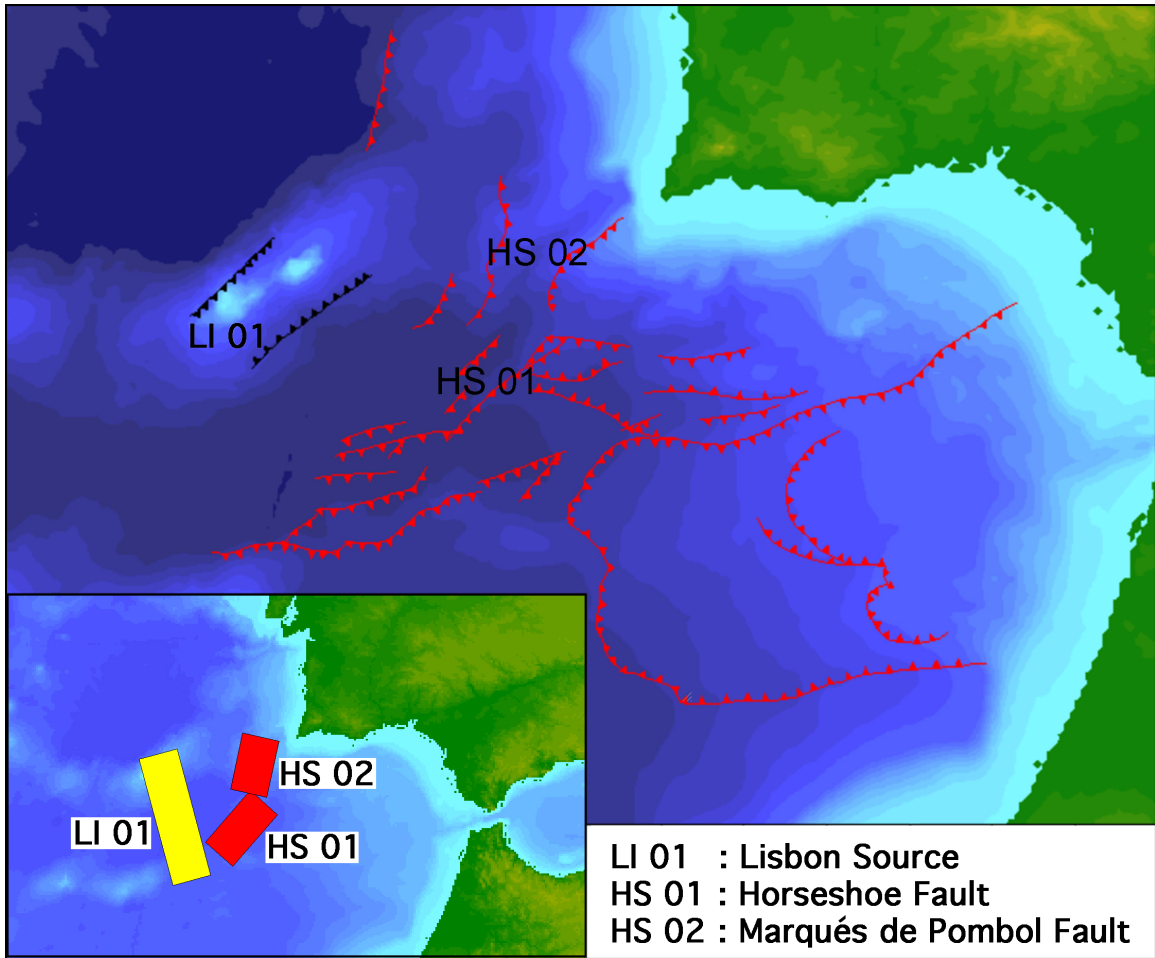 HS 02
LI 01
HS 01
HS 02
LI 01
HS 01
LI 01 : Lisbon Source
HS 01 : Horseshoe Fault
HS 02 : Marqués de Pombol Fault